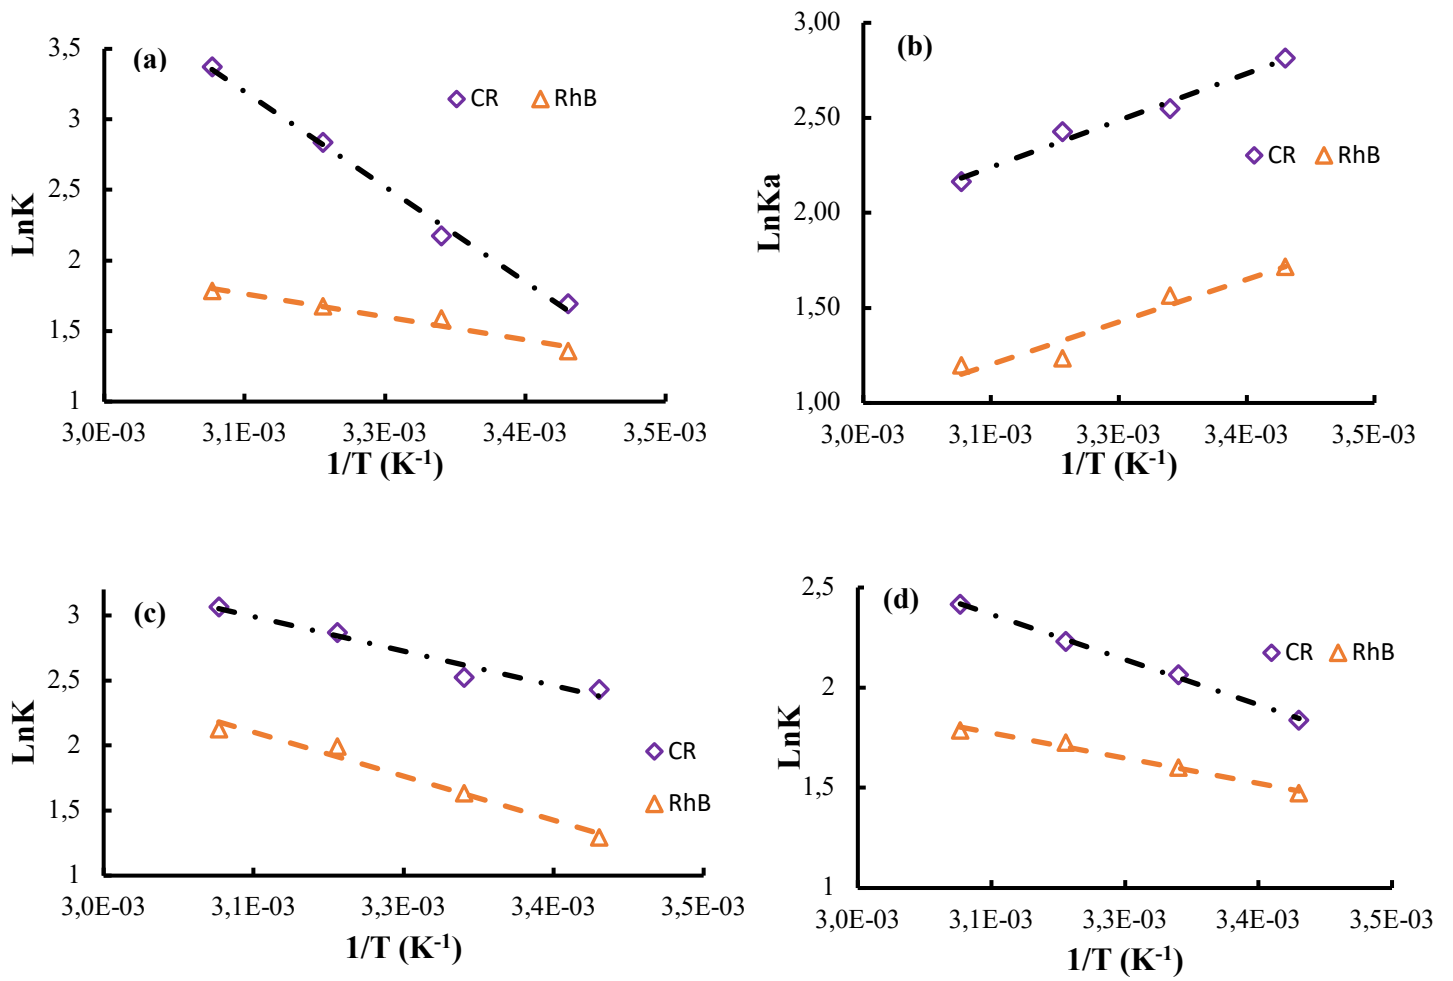 (a)
CR RhB
LnK
3,5
3
2,5
2
1,5
1
3,0E-03 3,1E-03 3,3E-03 3,4E-03 3,5E-03
1/T (K-1)
(b)
CR RhB
LnKa
3,00
2,50
2,00
1,50
1,00
3,0E-03 3,1E-03 3,3E-03 3,4E-03 3,5E-03
1/T (K-1)
(c)
CR
RhB
LnK
3
2,5
2
1,5
1
3,0E-03 3,1E-03 3,3E-03 3,4E-03 3,5E-03
1/T (K-1)
(d)
CR RhB
LnK
2,5
2
1,5
1
3,0E-03 3,1E-03 3,3E-03 3,4E-03 3,5E-03
1/T (K-1)